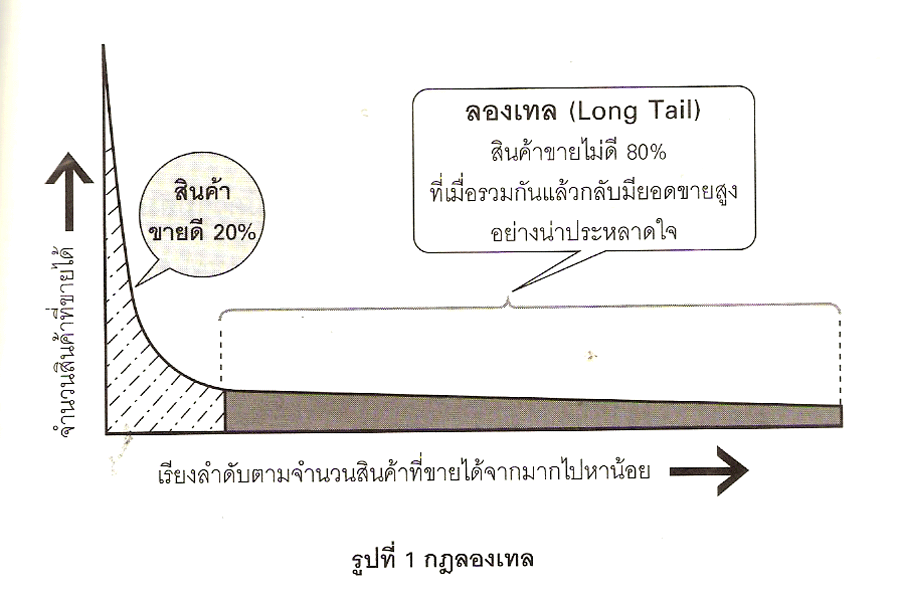 ลองเทล (Long Tail)
สินค้าขายไม่ดี 80%
ที่เมื่อรวมกันแล้วกลับมียอดขายสูง
อย่างน่าประหลาดใจ
สินค้า
ขายดี 20%
จำนวนสินค้าที่ขายได้
เรียงลำดับตามจำนวนสินค้าที่ขายได้จากมากไปหาน้อย
รูปที่ 1 กฎลองเทล